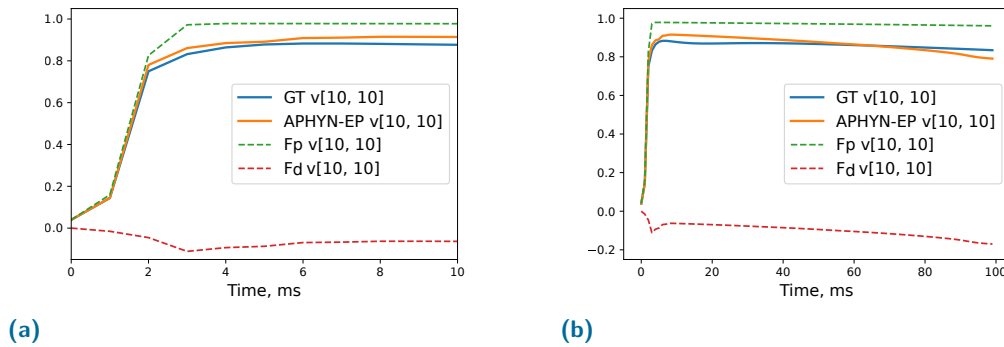 1.0
0.8
0.6
0.4
0.2
0.0
GT v[10, 10]
APHYN-EP v[10, 10]
Fp v[10, 10]
Fd v[10, 10]
0 2 4 6 8 10
Time, ms
(a)
1.0
0.8
0.6
0.4
0.2
0.0
−0.2
GT v[10, 10]
APHYN-EP v[10, 10]
Fp v[10, 10]
Fd v[10, 10]
0 20 40 60 80 100
Time, ms
(b)